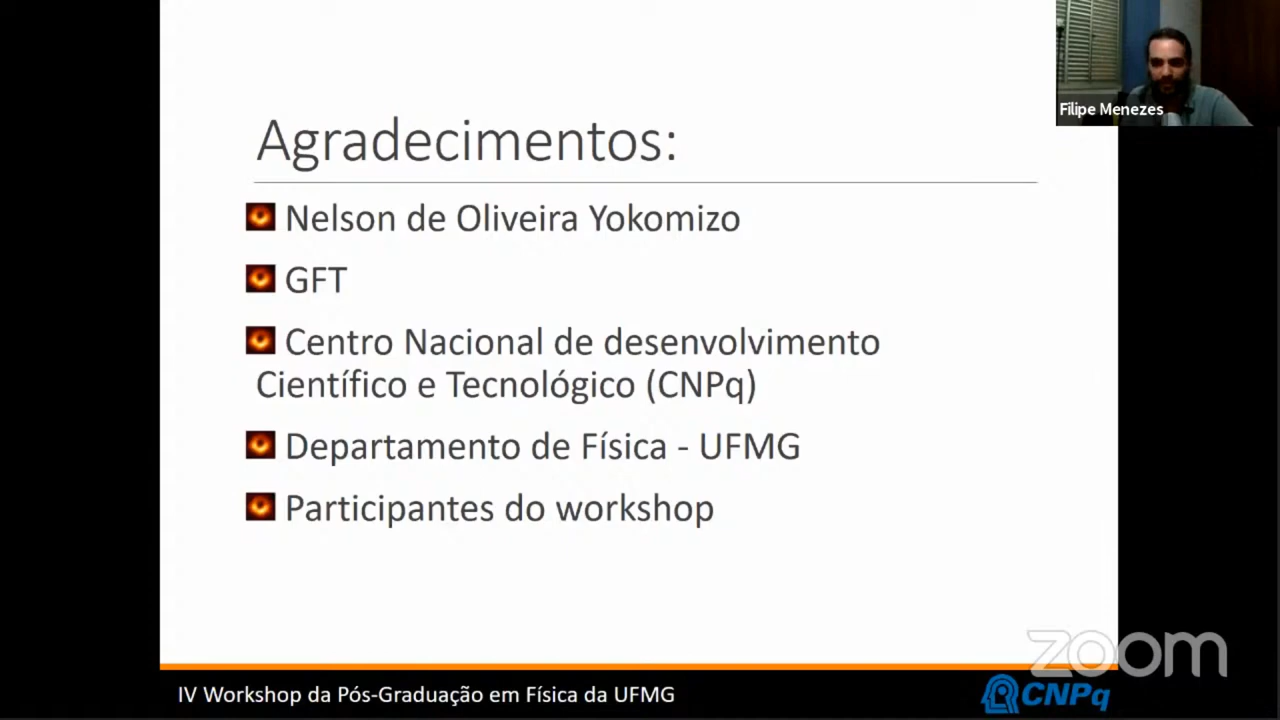 Filipe Menezes
Agradecimentos:
Nelson de Oliveira Yokomizo
GFT
Centro Nacional de desenvolvimento
Científico e Tecnológico (CNPq)
Departamento de Física - UFMG
Participantes do workshop
zoom
IV Workshop da Pós-Graduação em Física da UFMG
CNPq